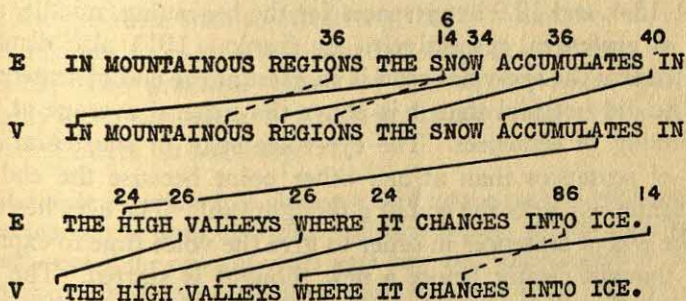 6
36 14 34 36 40
E IN MOUNTAINOUS REGIONS THE SNOW ACCUMULATES IN
V IN MOUNTAINOUS REGIONS THE SNOW ACCUMULATES IN
24 26 26 24 86 14
E THE HIGH VALLEYS WHERE IT CHANGES INTO ICE.
V THE HIGH VALLEYS WHERE IT CHANGES INTO ICE.